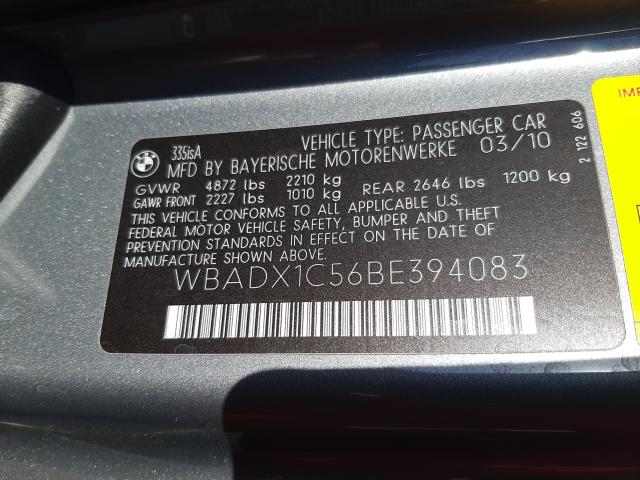 BMW
335isA
VEHICLE TYPE: PASSENGER CAR
MFD BY BAYERISCHE MOTORENWERKE 03/10
GVWR 4872 lbs 2210 kg
GAWR FRONT 2227 lbs 1010 kg REAR 2646 lbs 1200 kg
THIS VEHICLE CONFORMS TO ALL APPLICABLE U.S.
FEDERAL MOTOR VEHICLE SAFETY, BUMPER AND THEFT
PREVENTION STANDARDS IN EFFECT ON THE DATE OF
MANUFACTURE SHOWN ABOVE.
WBADX1C56BE394083
2 122 606